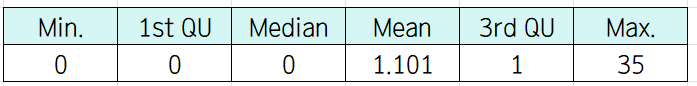 Min. 1st QU Median Mean 3rd QU Max.
0 0 0 1.101 1 35